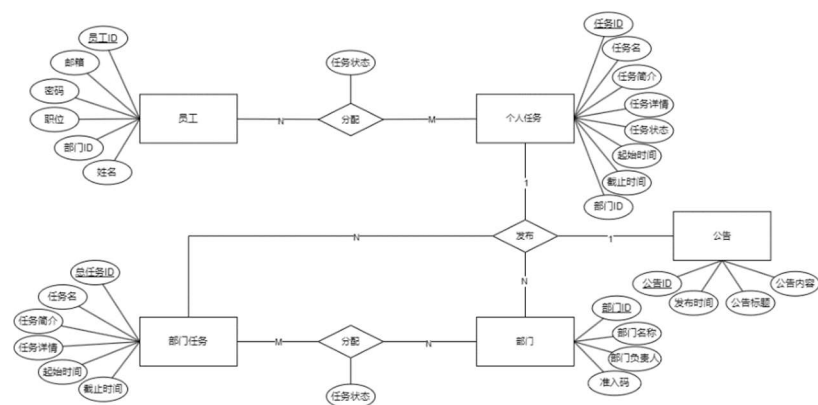 员工ID
邮箱
密码
职位
部门ID
姓名
员工
N
任务状态
分配
M
个人任务
任务ID
任务名
任务简介
任务详情
任务状态
起始时间
截止时间
部门ID
1
N
发布
1
公告
N
公告ID
发布时间
公告标题
公告内容
总任务ID
任务名
任务简介
任务详情
起始时间
截止时间
部门任务
M
分配
任务状态
N
部门
部门ID
部门名称
部门负责人
准入码